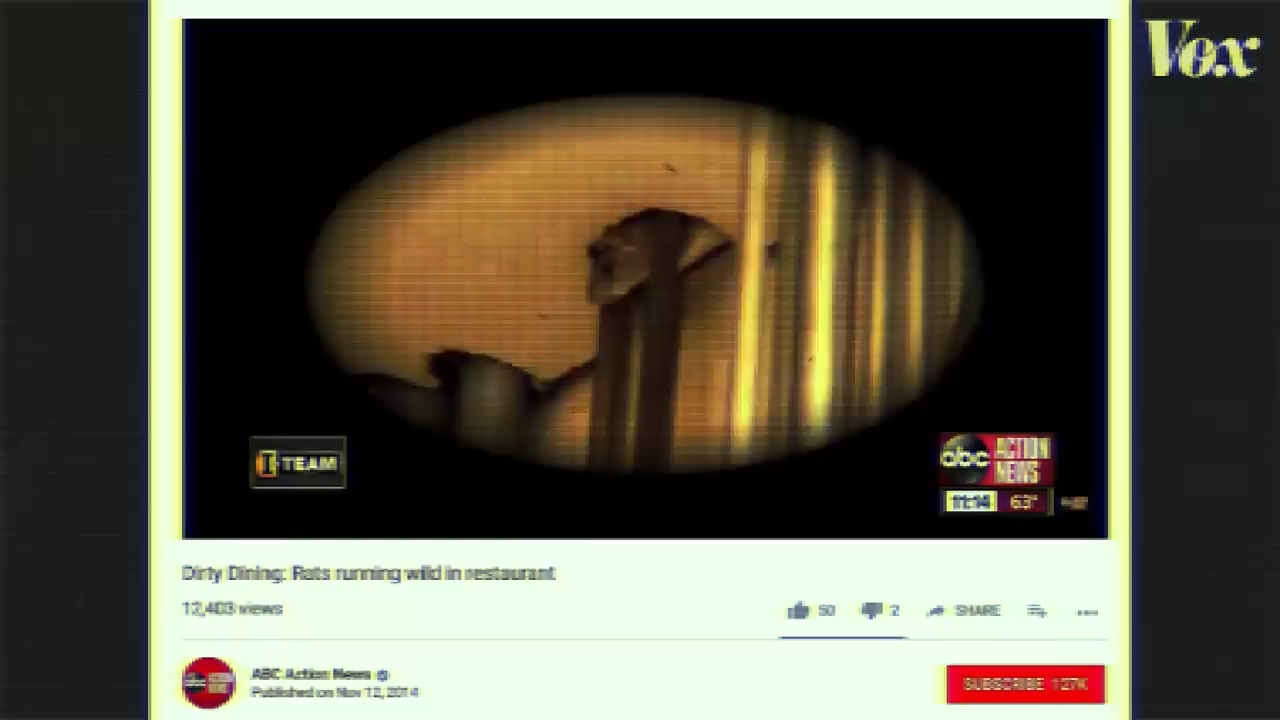 Vox
I-TEAM
abc ACTION NEWS
11:14 63°
Dirty Dining: Rats running wild in restaurant
12,403 views
50 2 SHARE
ABC Action News
Published on Nov 12, 2014
SUBSCRIBE 127K